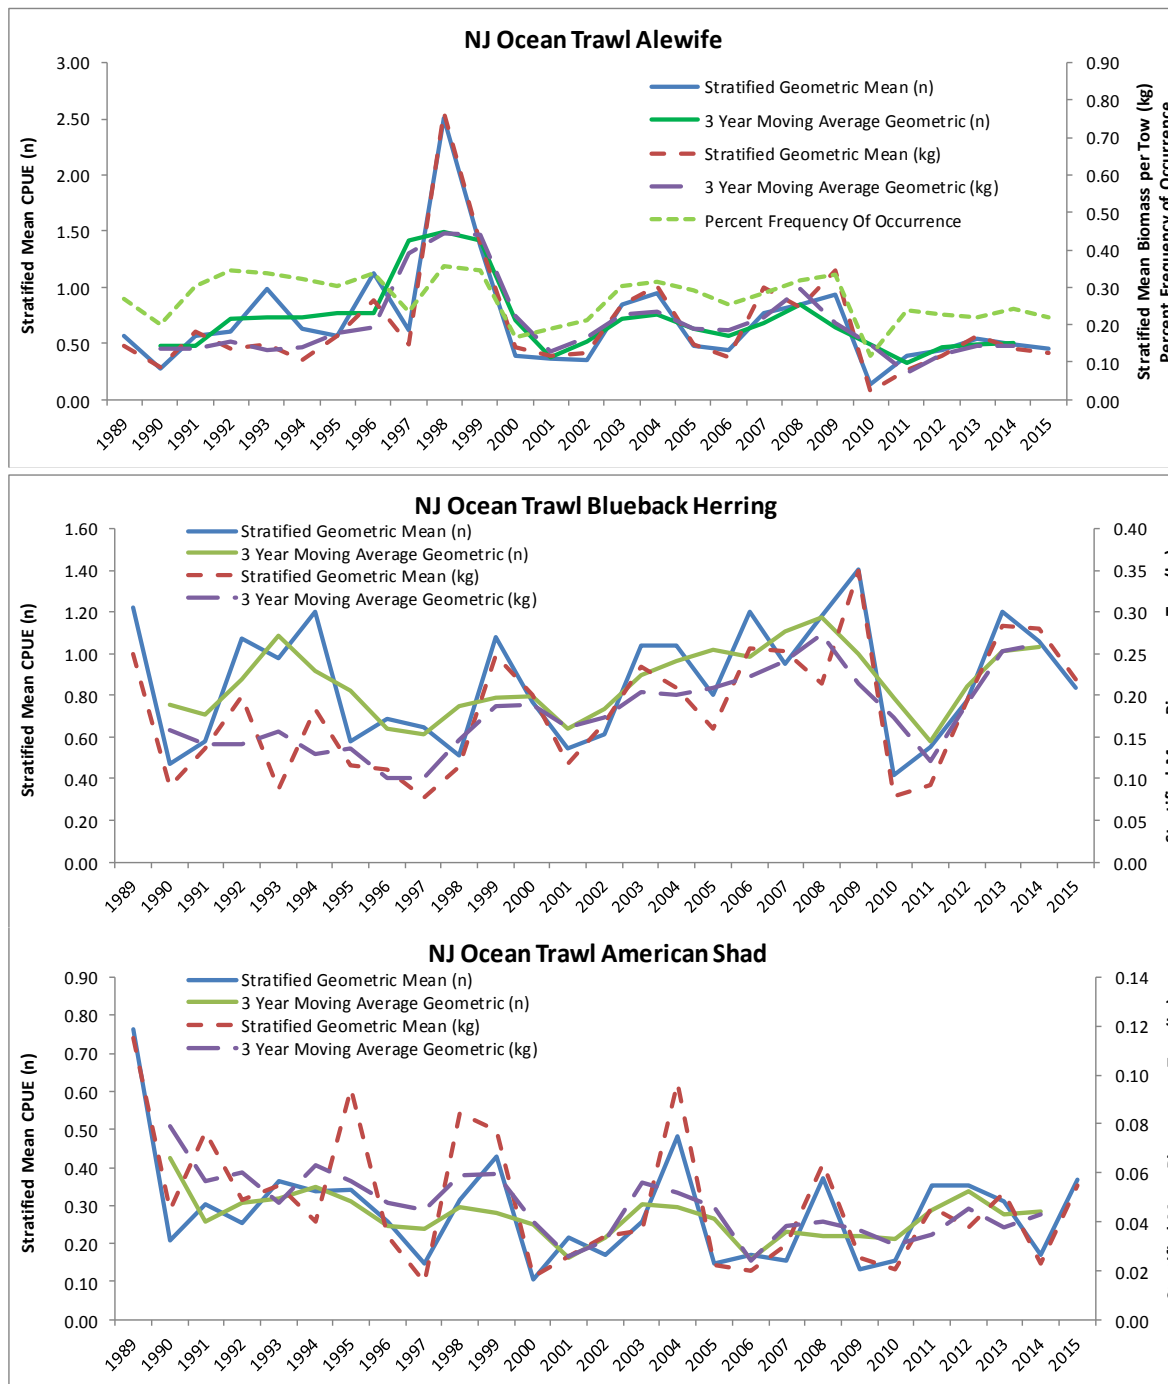 NJ Ocean Trawl Alewife
3.00
2.50
2.00
1.50
1.00
0.50
0.00
Stratified Mean CPUE (n)
Stratified Geometric Mean (n)
3 Year Moving Average Geometric (n)
Stratified Geometric Mean (kg)
3 Year Moving Average Geometric (kg)
Percent Frequency Of Occurrence
0.90
0.80
0.70
0.60
0.50
0.40
0.30
0.20
0.10
0.00
Stratified Mean Biomass per Tow (kg)
Percent Frequency of Occurrence
1989 1990 1991 1992 1993 1994 1995 1996 1997 1998 1999 2000 2001 2002 2003 2004 2005 2006 2007 2008 2009 2010 2011 2012 2013 2014 2015
NJ Ocean Trawl Blueback Herring
1.60
1.40
1.20
1.00
0.80
0.60
0.40
0.20
0.00
Stratified Mean CPUE (n)
Stratified Geometric Mean (n)
3 Year Moving Average Geometric (n)
Stratified Geometric Mean (kg)
3 Year Moving Average Geometric (kg)
0.40
0.35
0.30
0.25
0.20
0.15
0.10
0.05
0.00
1989 1990 1991 1992 1993 1994 1995 1996 1997 1998 1999 2000 2001 2002 2003 2004 2005 2006 2007 2008 2009 2010 2011 2012 2013 2014 2015
NJ Ocean Trawl American Shad
0.90
0.80
0.70
0.60
0.50
0.40
0.30
0.20
0.10
0.00
Stratified Mean CPUE (n)
Stratified Geometric Mean (n)
3 Year Moving Average Geometric (n)
Stratified Geometric Mean (kg)
3 Year Moving Average Geometric (kg)
0.14
0.12
0.10
0.08
0.06
0.04
0.02
0.00
1989 1990 1991 1992 1993 1994 1995 1996 1997 1998 1999 2000 2001 2002 2003 2004 2005 2006 2007 2008 2009 2010 2011 2012 2013 2014 2015